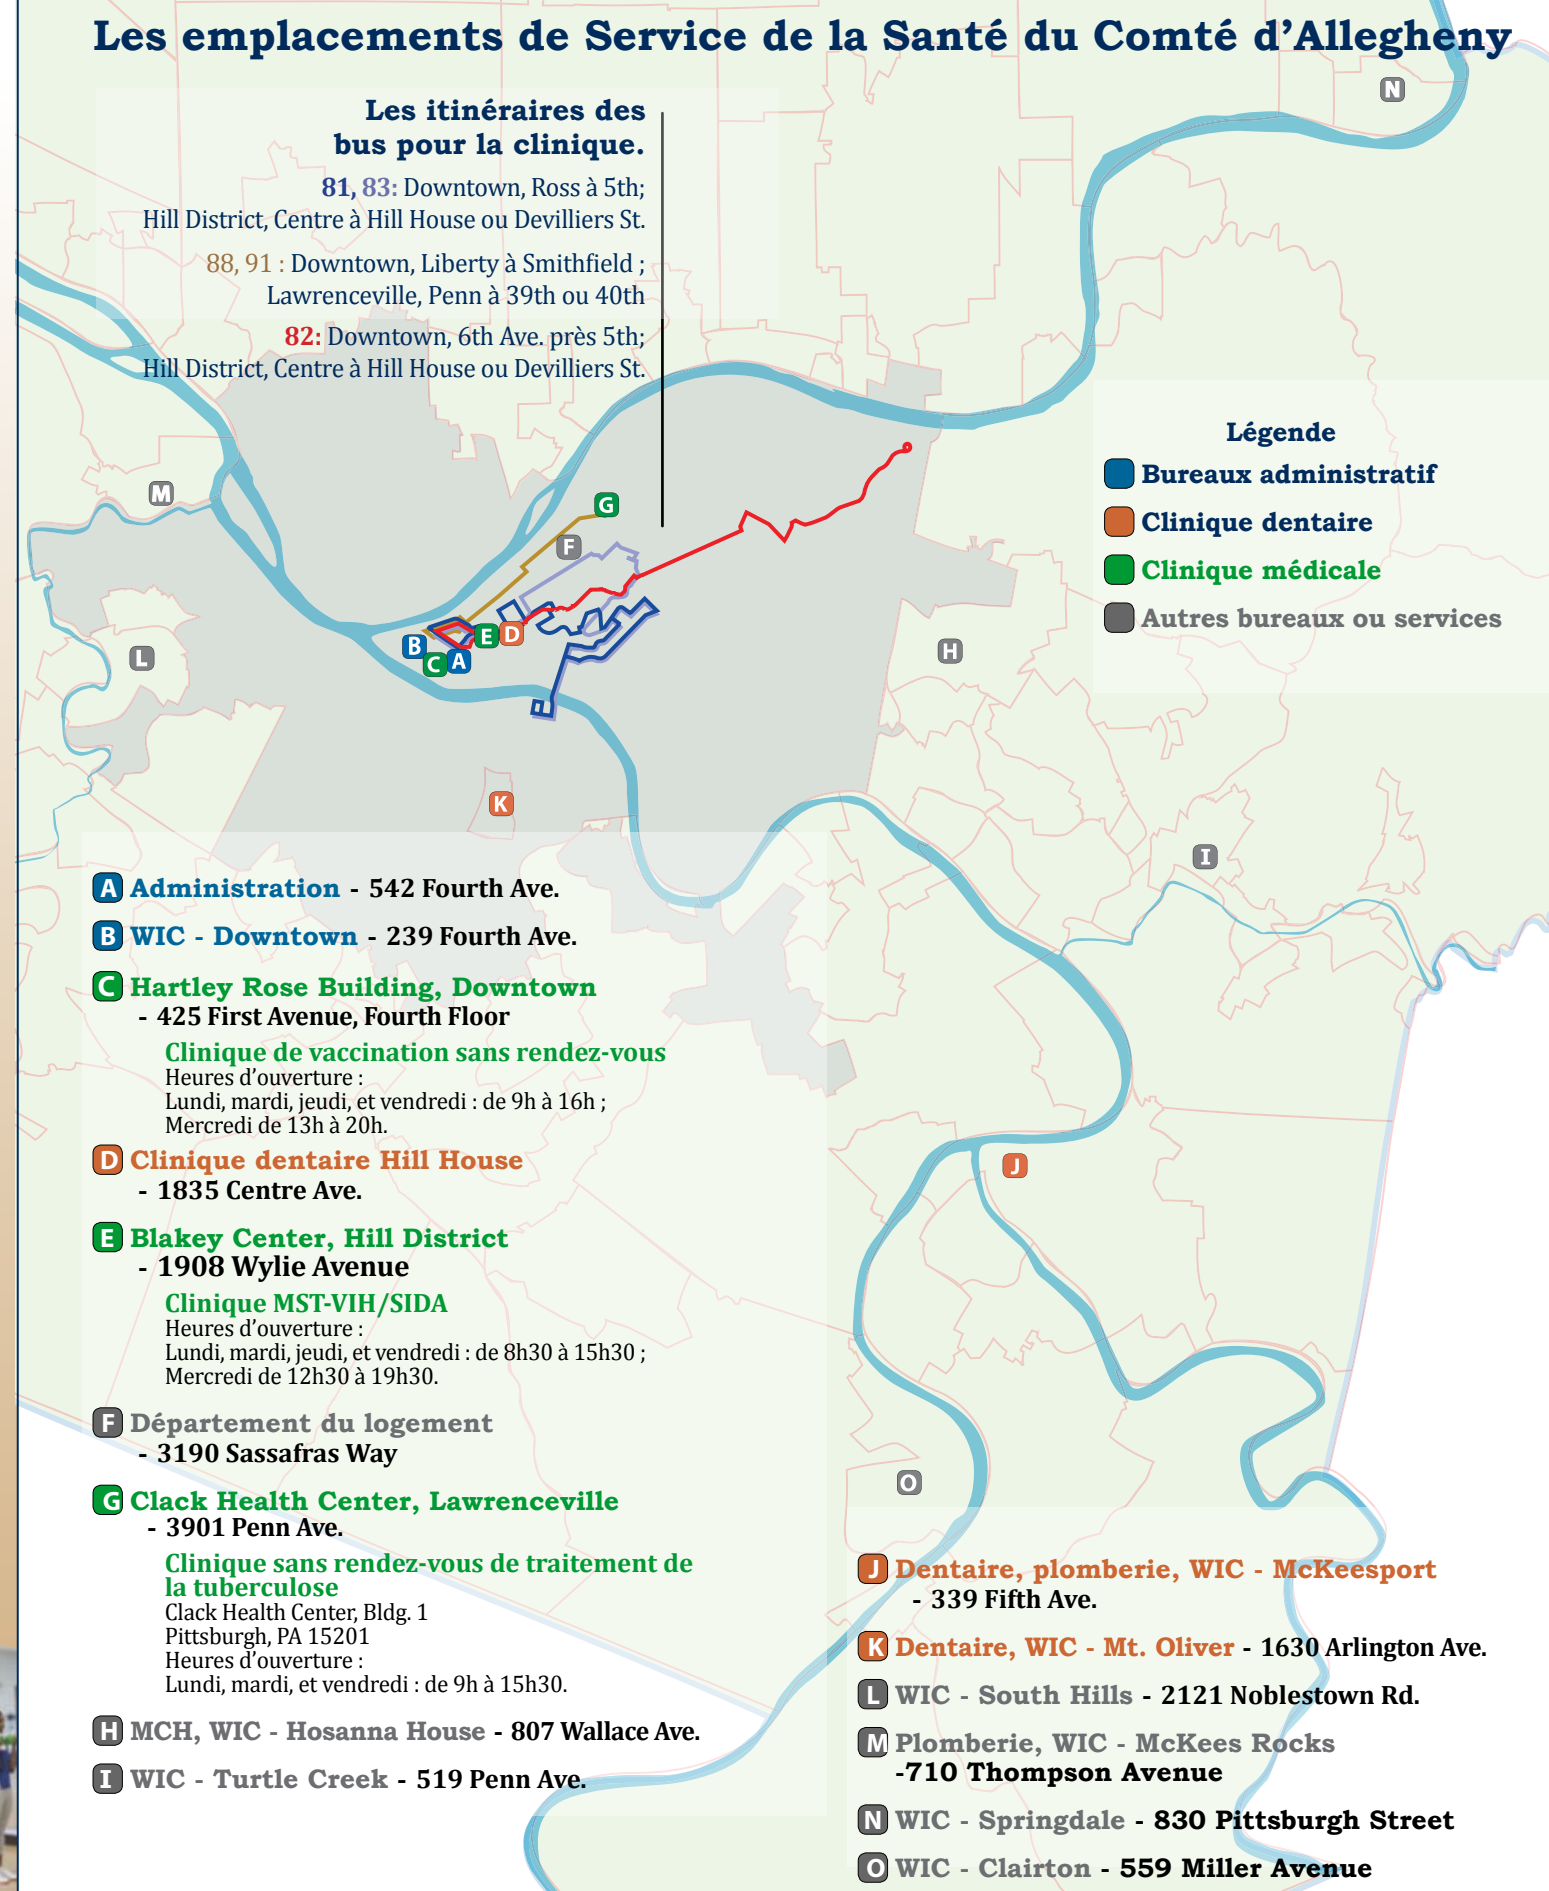 Les emplacements de Service de la Santé du Comté d'Allegheny
Les itinéraires des
bus pour la clinique.
81, 83: Downtown, Ross à 5th;
Hill District, Centre à Hill House ou Devilliers St.
88, 91 : Downtown, Liberty à Smithfield ;
Lawrenceville, Penn à 39th ou 40th
82: Downtown, 6th Ave. près 5th;
Hill District, Centre à Hill House ou Devilliers St.
N
Légende
Bureaux administratif
Clinique dentaire
Clinique médicale
Autres bureaux ou services
M
G
F
B
C
A
E
D
L
H
K
I
J
O
A Administration - 542 Fourth Ave.
B WIC - Downtown - 239 Fourth Ave.
C Hartley Rose Building, Downtown
- 425 First Avenue, Fourth Floor
Clinique de vaccination sans rendez-vous
Heures d'ouverture :
Lundi, mardi, jeudi, et vendredi : de 9h à 16h ;
Mercredi de 13h à 20h.
D Clinique dentaire Hill House
- 1835 Centre Ave.
E Blakey Center, Hill District
- 1908 Wylie Avenue
Clinique MST-VIH/SIDA
Heures d'ouverture :
Lundi, mardi, jeudi, et vendredi : de 8h30 à 15h30 ;
Mercredi de 12h30 à 19h30.
F Département du logement
- 3190 Sassafras Way
G Clack Health Center, Lawrenceville
- 3901 Penn Ave.
Clinique sans rendez-vous de traitement de
la tuberculose
Clack Health Center, Bldg. 1
Pittsburgh, PA 15201
Heures d'ouverture :
Lundi, mardi, et vendredi : de 9h à 15h30.
H MCH, WIC - Hosanna House - 807 Wallace Ave.
I WIC - Turtle Creek - 519 Penn Ave.
J Dentaire, plomberie, WIC - McKeesport
- 339 Fifth Ave.
K Dentaire, WIC - Mt. Oliver - 1630 Arlington Ave.
L WIC - South Hills - 2121 Noblestown Rd.
M Plomberie, WIC - McKees Rocks
-710 Thompson Avenue
N WIC - Springdale - 830 Pittsburgh Street
O WIC - Clairton - 559 Miller Avenue